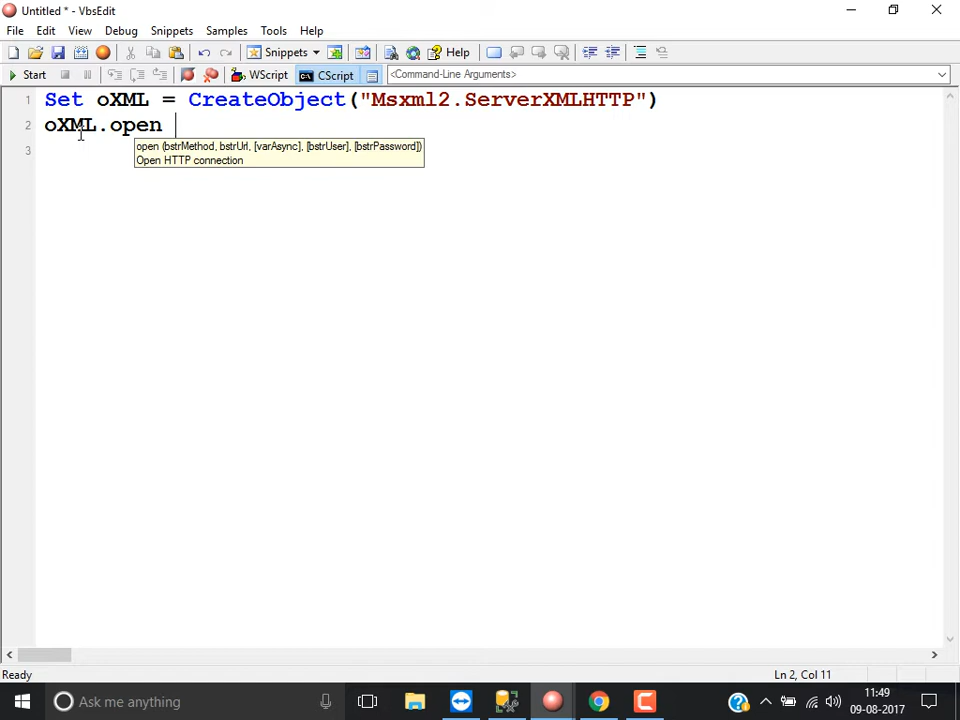 Untitled * - VbsEdit
File Edit View Debug Snippets Samples Tools Help
Snippets Help
Start WScript CScript <Command-Line Arguments>
1 Set oXML = CreateObject("Msxml2.ServerXMLHTTP")
2 oXML.open
open (bstrMethod, bstrUrl, [varAsync], [bstrUser], [bstrPassword])
3
Open HTTP connection
Ready Ln 2, Col 11
Ask me anything
11:49
09-08-2017